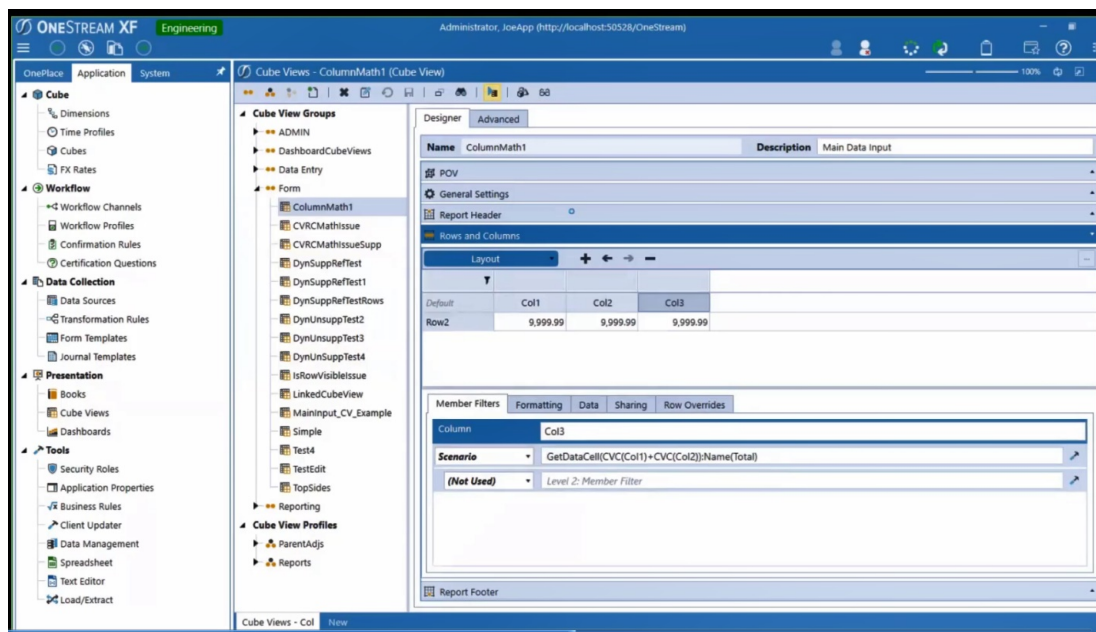 ONESTREAM XF Engineering
Administrator, JoeApp (http://localhost:50528/OneStream)
OnePlace Application System
Cube Views - ColumnMath1 (Cube View)
100%
Cube
Dimensions
Time Profiles
Cubes
FX Rates
Workflow
Workflow Channels
Workflow Profiles
Confirmation Rules
Certification Questions
Data Collection
Data Sources
Transformation Rules
Form Templates
Journal Templates
Presentation
Books
Cube Views
Dashboards
Tools
Security Roles
Application Properties
Business Rules
Client Updater
Data Management
Spreadsheet
Text Editor
Load/Extract
Cube View Groups
ADMIN
DashboardCubeViews
Data Entry
Form
ColumnMath1
CVRCMathIssue
CVRCMathIssueSupp
DynSuppRefTest
DynSuppRefTest1
DynSuppRefTestRows
DynUnsuppTest2
DynUnsuppTest3
DynUnSuppTest4
IsRowVisibleIssue
LinkedCubeView
MainInput_CV_Example
Simple
Test4
TestEdit
TopSides
Reporting
Cube View Profiles
ParentAdjs
Reports
Designer Advanced
Name ColumnMath1 Description Main Data Input
POV
General Settings
Report Header
Rows and Columns
Layout
Default Col1 Col2 Col3
Row2 9,999.99 9,999.99 9,999.99
Member Filters Formatting Data Sharing Row Overrides
Column Col3
Scenario GetDataCell(CVC(Col1)+CVC(Col2)):Name(Total)
(Not Used) Level 2: Member Filter
Report Footer
Cube Views - Col New